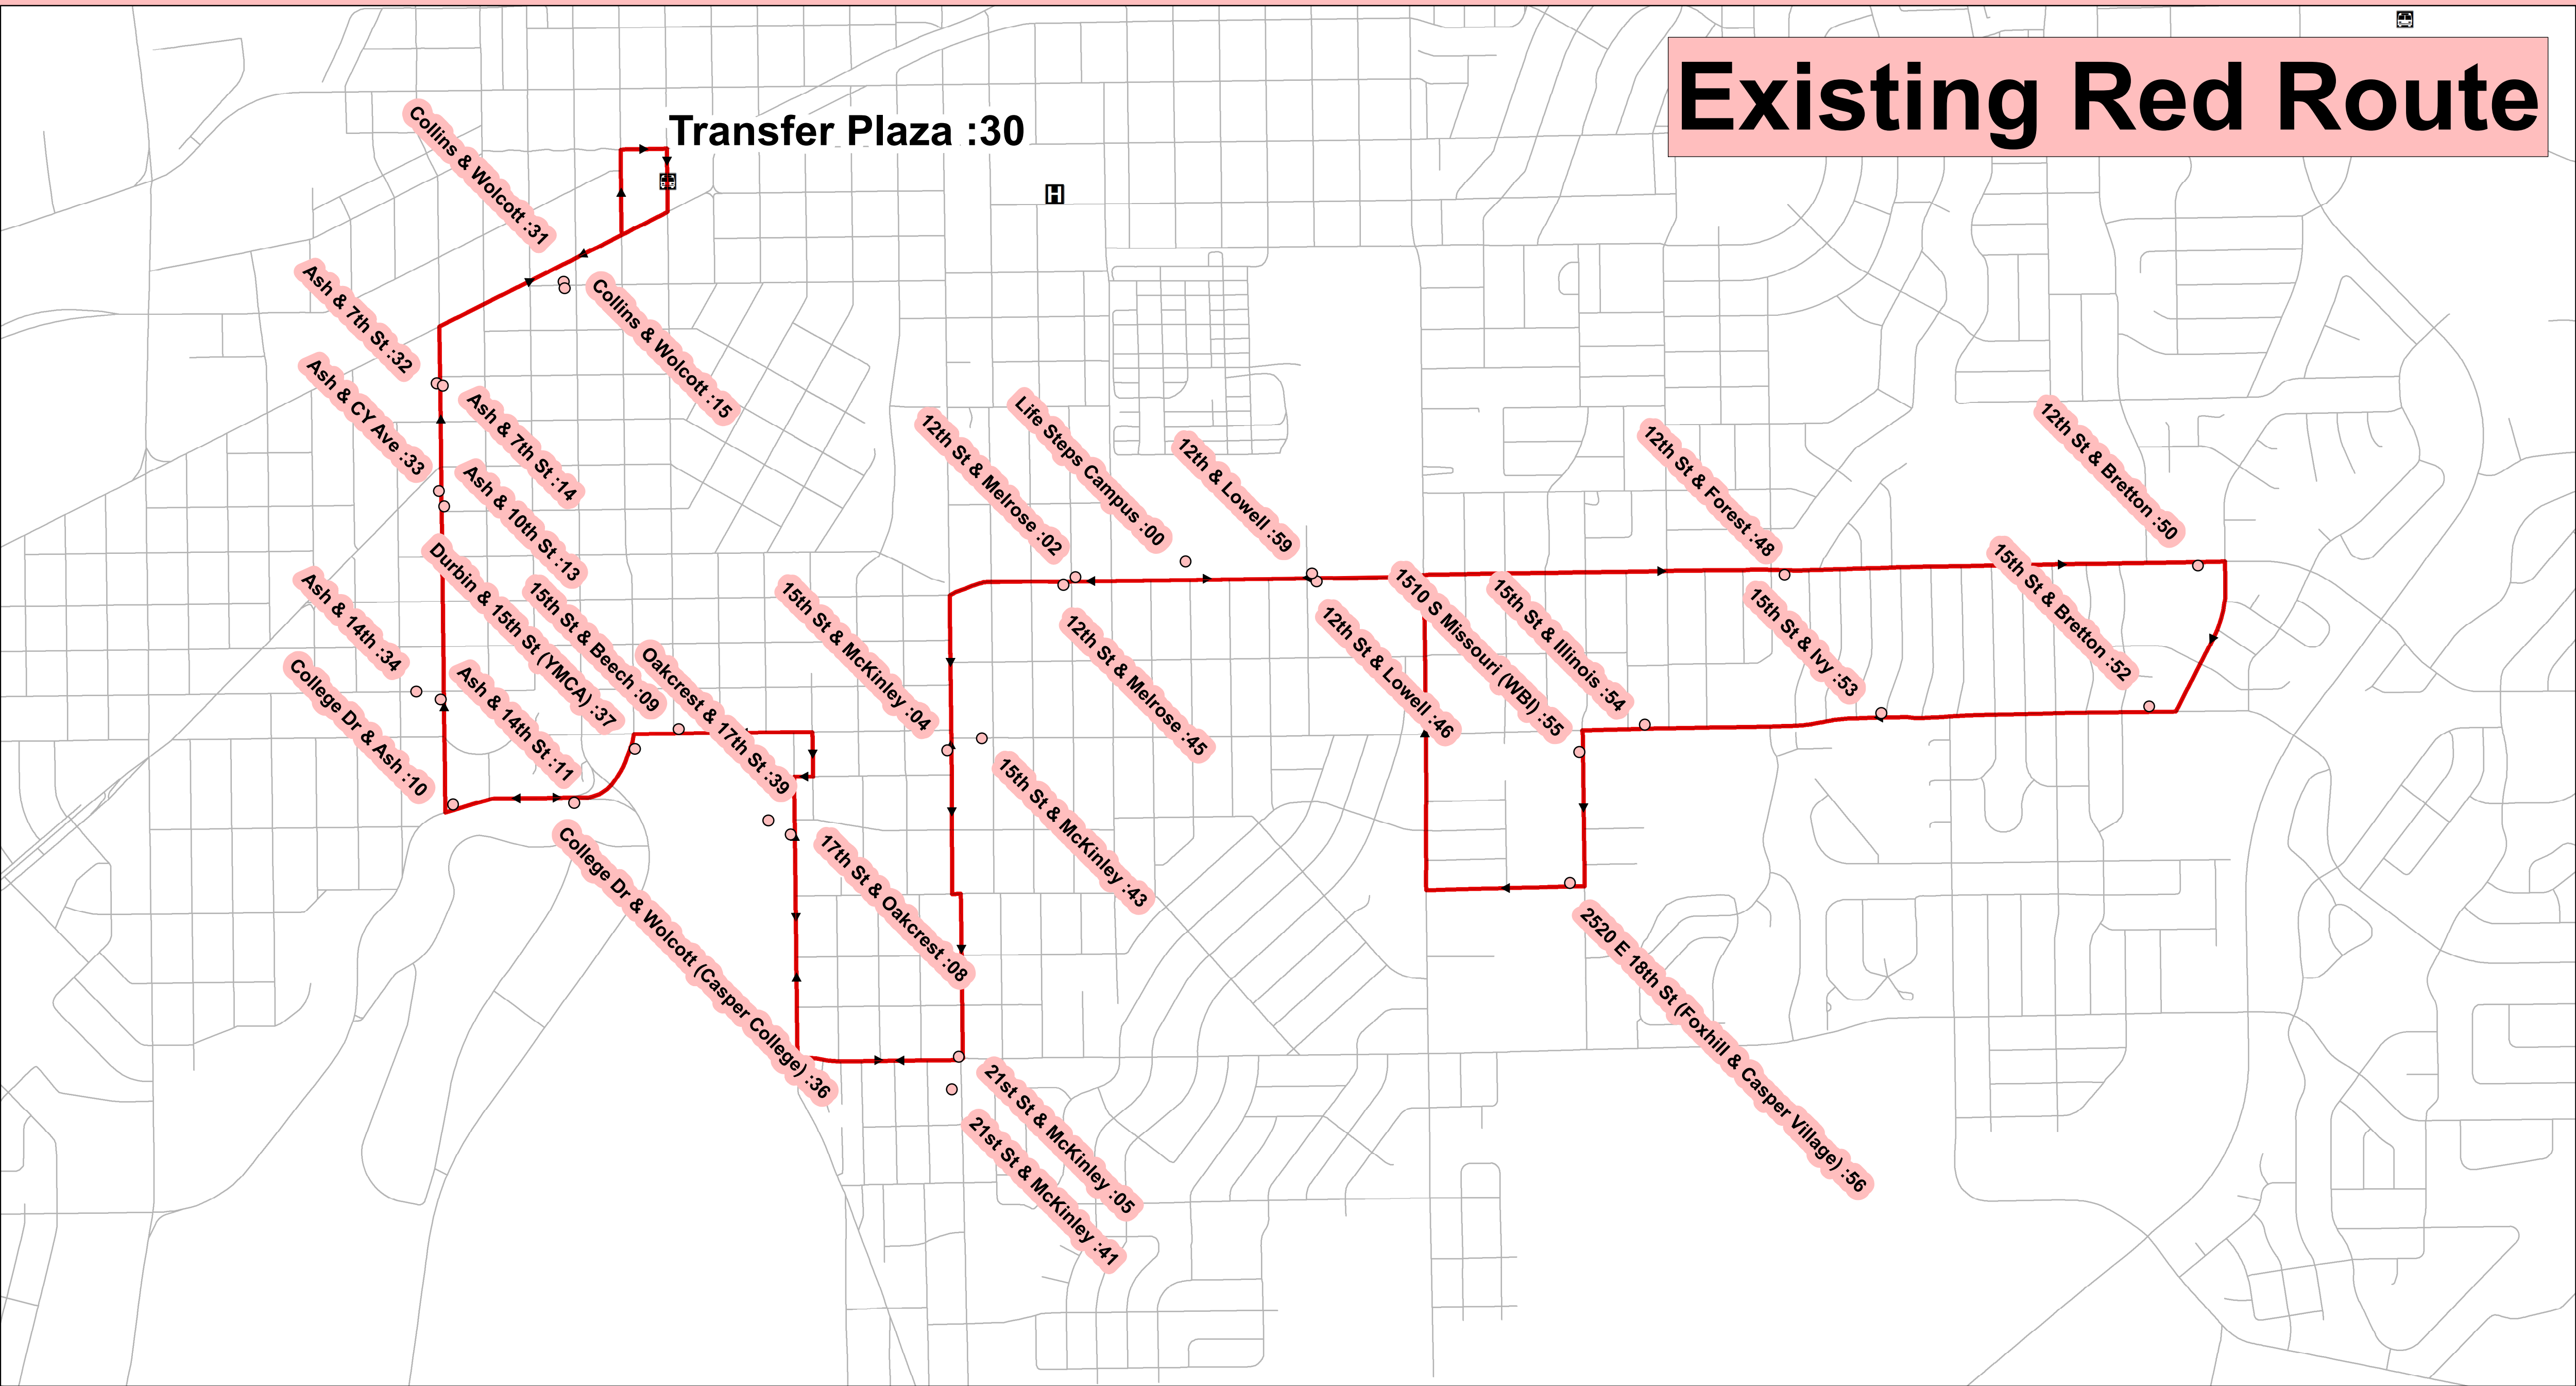 Existing Red Route
Transfer Plaza :30
H
Collins & Wolcott :31
Ash & 7th St :32
Collins & Wolcott :15
Ash & CY Ave :33
Ash & 7th St :14
Ash & 10th St :13
12th St & Melrose :02
Life Steps Campus :00
12th & Lowell :59
12th St & Forest :48
12th St & Bretton :50
Ash & 14th :34
Durbin & 15th St (YMCA) :37
15th St & Beech :09
Oakcrest & 17th St :39
15th St & McKinley :04
12th St & Melrose :45
12th St & Lowell :46
1510 S Missouri (WBI) :55
15th St & Illinois :54
15th St & Ivy :53
15th St & Bretton :52
College Dr & Ash :10
Ash & 14th St :11
College Dr & Wolcott (Casper College) :36
17th St & Oakcrest :08
15th St & McKinley :43
2520 E 18th St (Foxhill & Casper Village) :56
21st St & McKinley :05
21st St & McKinley :41